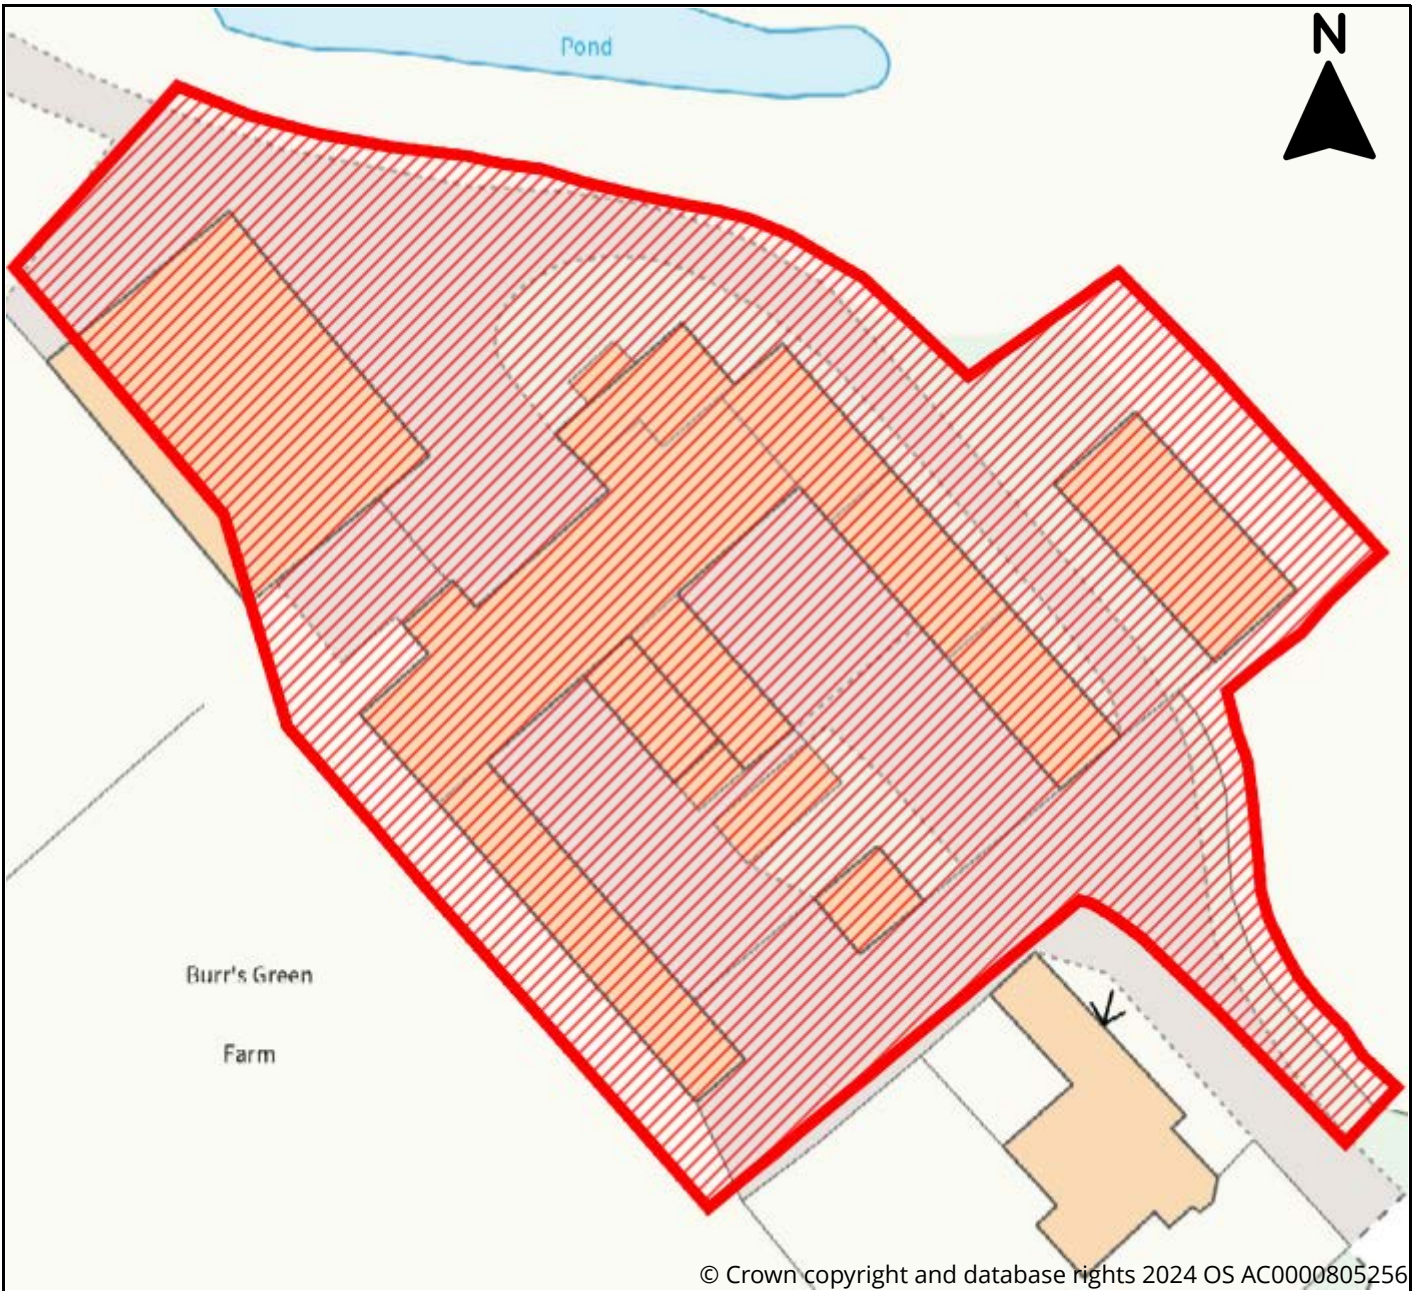 Pond
N
Burr's Green
Farm
© Crown copyright and database rights 2024 OS AC0000805256